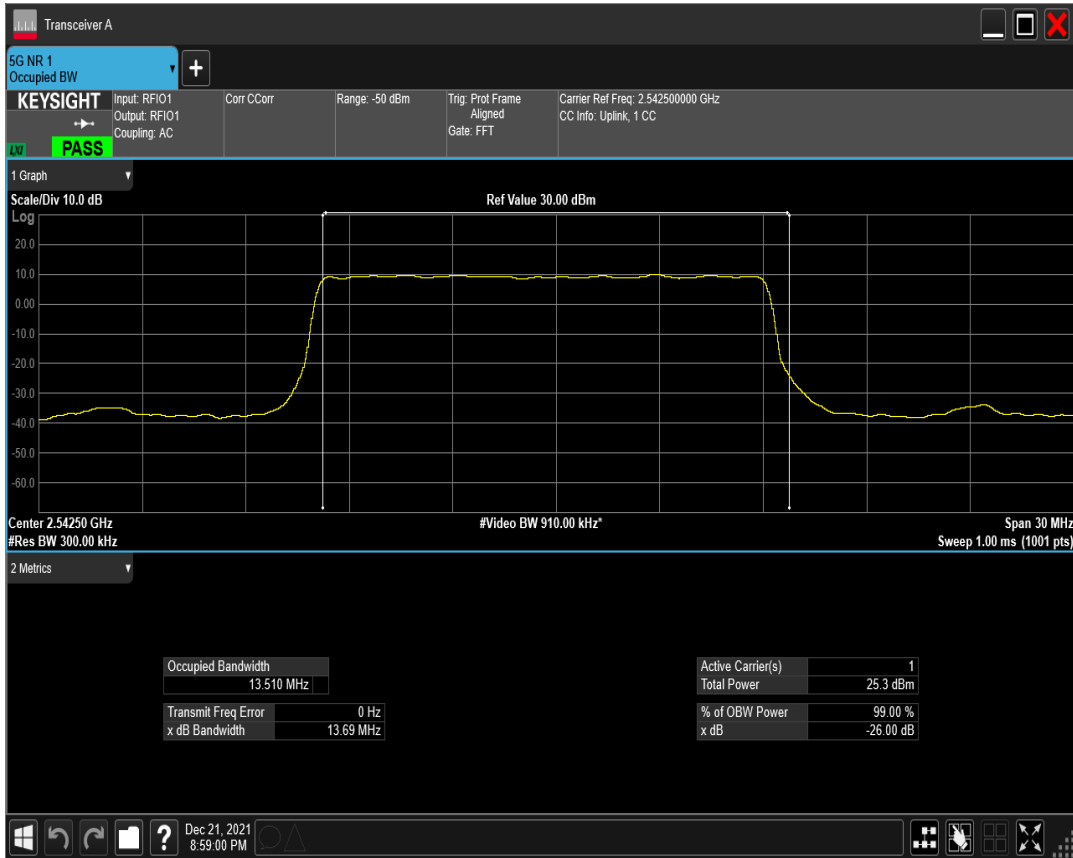 Transceiver A
5G NR 1
Occupied BW
+
KEYSIGHT
LXI
PASS
Input: RFIO1
Output: RFIO1
Coupling: AC
Corr CCorr
Range: -50 dBm
Trig: Prot Frame
Aligned
Gate: FFT
Carrier Ref Freq: 2.542500000 GHz
CC Info: Uplink, 1 CC
1 Graph
Scale/Div 10.0 dB
Ref Value 30.00 dBm
Log
20.0
10.0
0.00
-10.0
-20.0
-30.0
-40.0
-50.0
-60.0
Center 2.54250 GHz
#Video BW 910.00 kHz*
Span 30 MHz
#Res BW 300.00 kHz
Sweep 1.00 ms (1001 pts)
2 Metrics
Occupied Bandwidth
13.510 MHz
Transmit Freq Error 0 Hz
x dB Bandwidth 13.69 MHz
Active Carrier(s) 1
Total Power 25.3 dBm
% of OBW Power 99.00 %
x dB -26.00 dB
?
Dec 21, 2021
8:59:00 PM